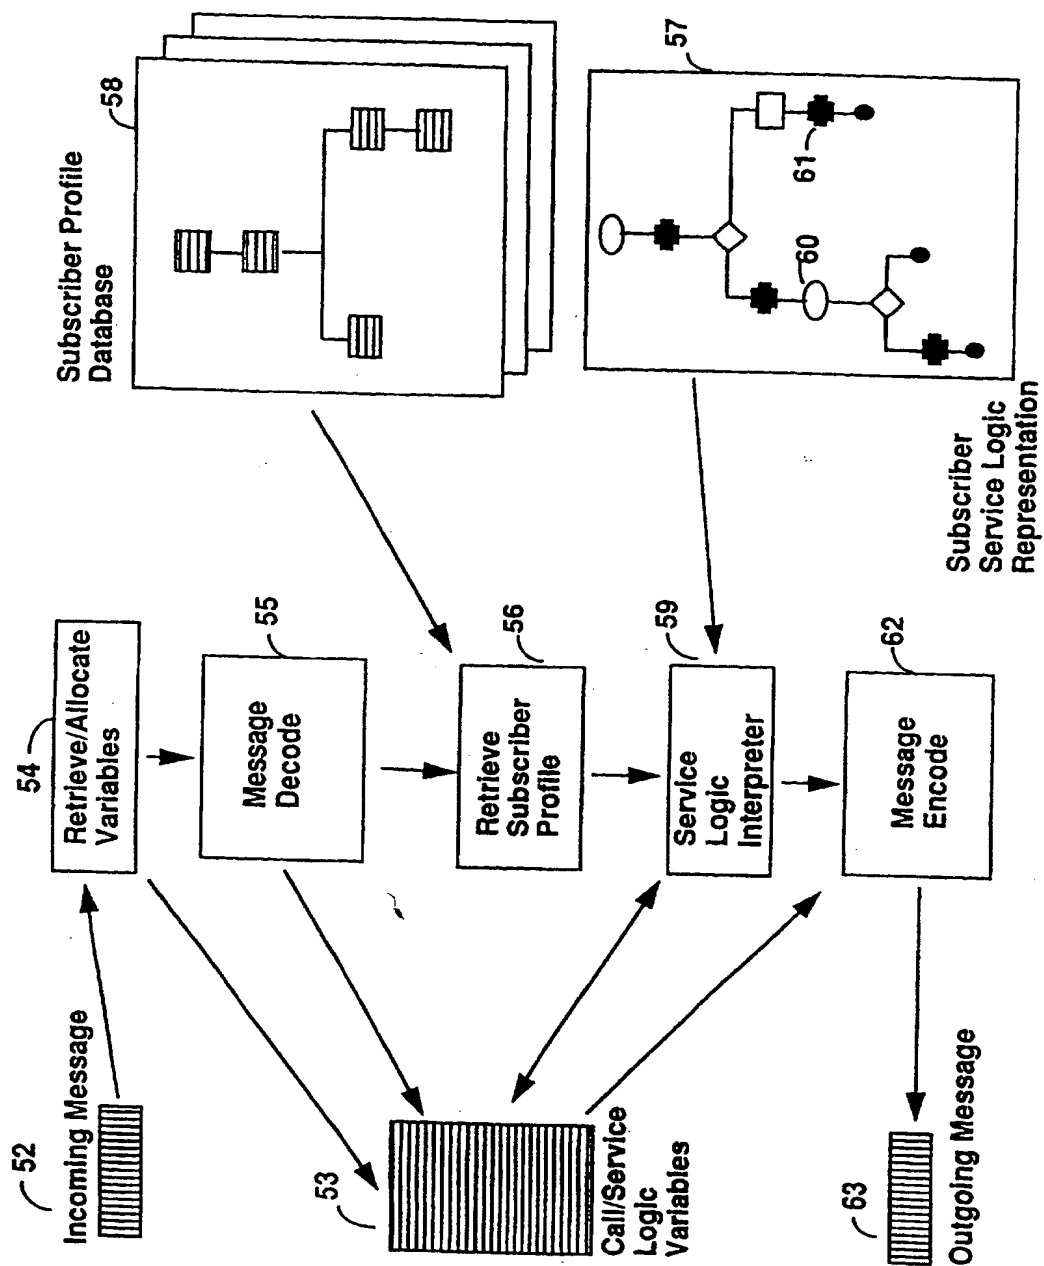 52
Incoming Message
54
Retrieve/Allocate
Variables
58
Subscriber Profile
Database
53
Call/Service
Logic
Variables
55
Message
Decode
56
Retrieve
Subscriber
Profile
59
Service
Logic
Interpreter
57
60
61
Subscriber
Service Logic
Representation
62
Message
Encode
63
Outgoing Message